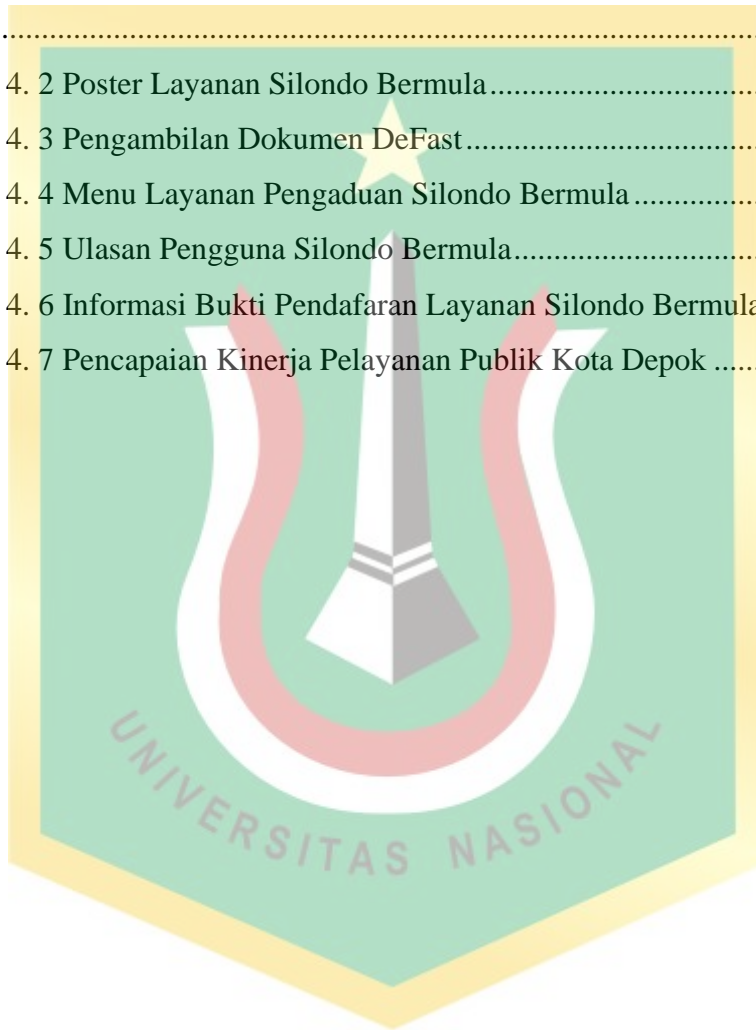 ........................................................................................................
4. 2 Poster Layanan Silondo Bermula....................................
4. 3 Pengambilan Dokumen DeFast.......................................
4. 4 Menu Layanan Pengaduan Silondo Bermula................
4. 5 Ulasan Pengguna Silondo Bermula.................................
4. 6 Informasi Bukti Pendafaran Layanan Silondo Bermula
4. 7 Pencapaian Kinerja Pelayanan Publik Kota Depok ......
UNIVERSITAS NASIONAL